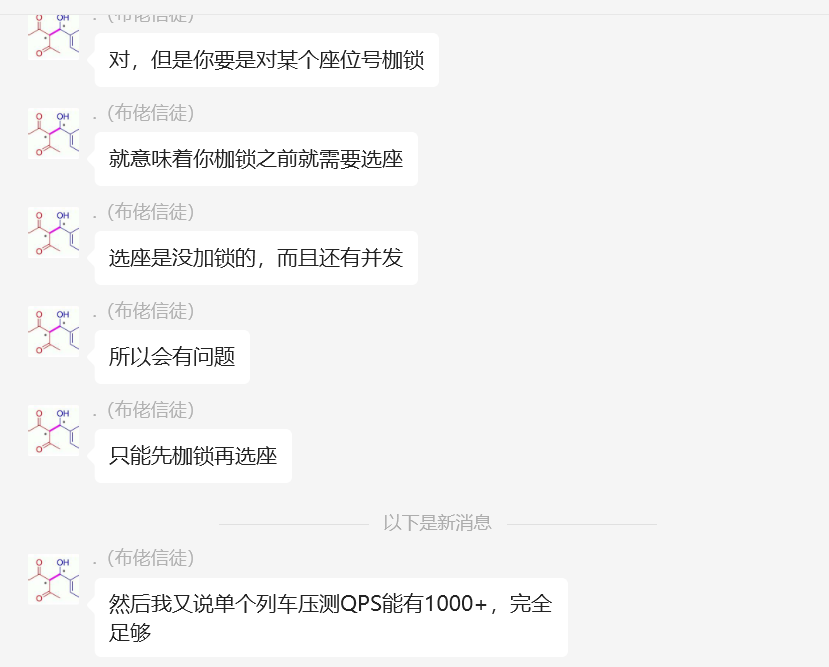 .（布佬信徒）
对，但是你要是对某个座位号枷锁
.（布佬信徒）
就意味着你枷锁之前就需要选座
.（布佬信徒）
选座是没加锁的，而且还有并发
.（布佬信徒）
所以会有问题
.（布佬信徒）
只能先枷锁再选座
以下是新消息
.（布佬信徒）
然后我又说单个列车压测QPS能有1000+，完全
足够